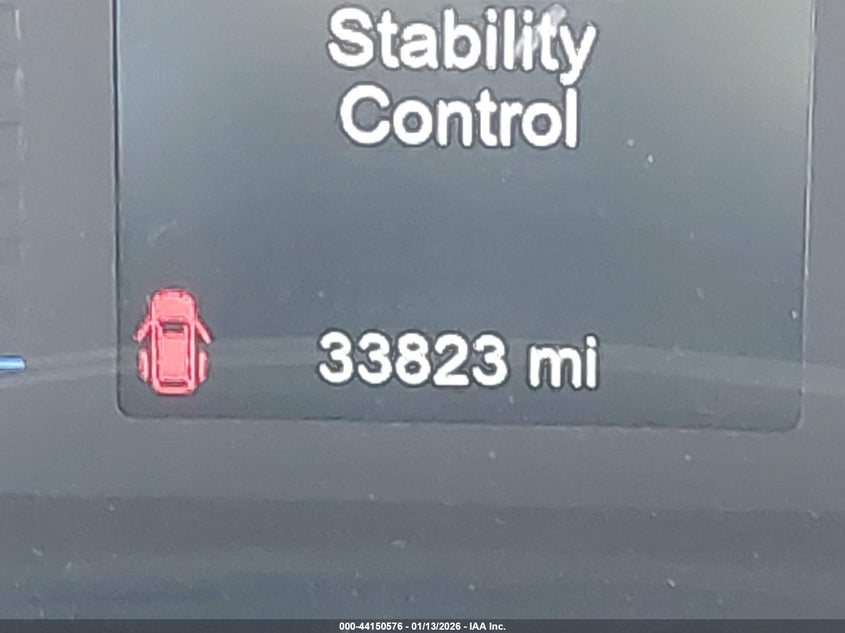 Stability
Control
33823 mi
000-44150576 - 01/13/2026 - IAA Inc.